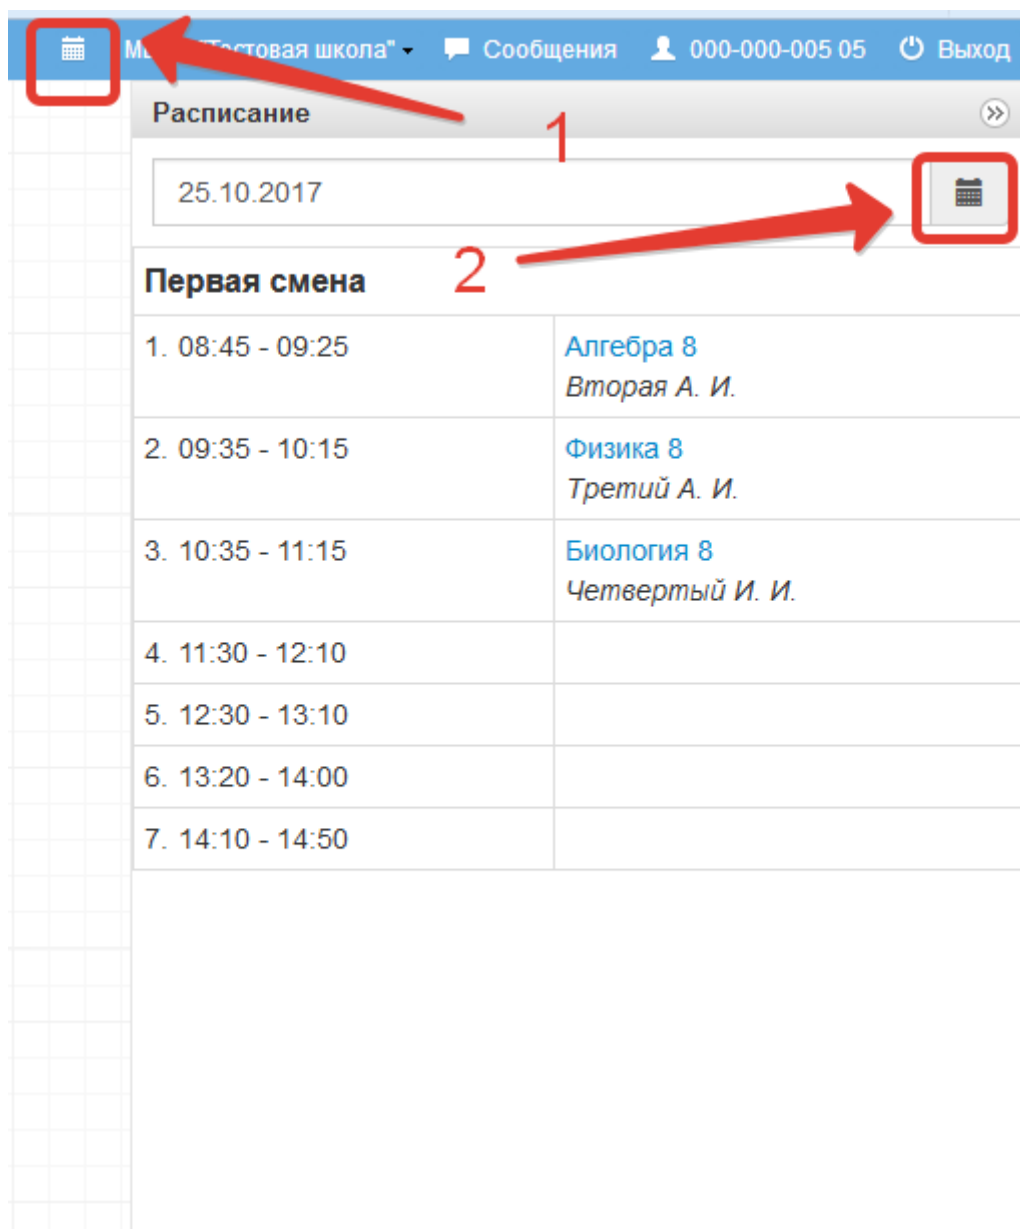 "Тестовая школа" Сообщения 000-000-005 05 Выход
Расписание
1
25.10.2017
2
Первая смена
1. 08:45 - 09:25 Алгебра 8
Вторая А. И.
2. 09:35 - 10:15 Физика 8
Третий А. И.
3. 10:35 - 11:15 Биология 8
Четвертый И. И.
4. 11:30 - 12:10
5. 12:30 - 13:10
6. 13:20 - 14:00
7. 14:10 - 14:50